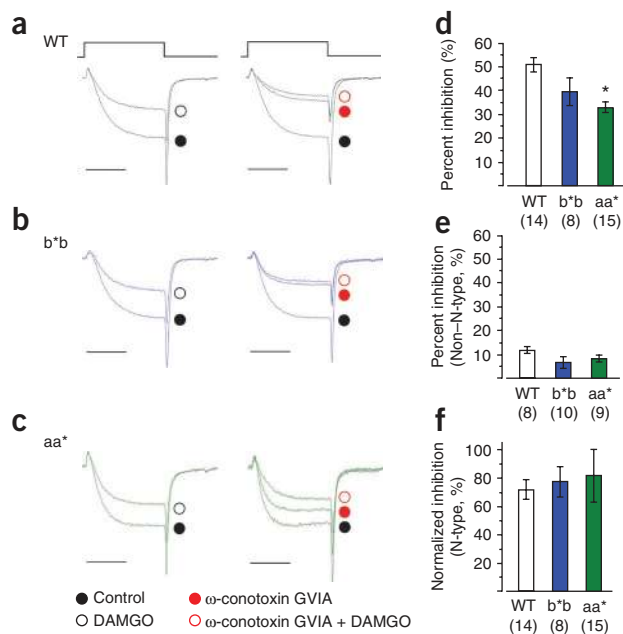 a
WT
b
b*b
c
aa*
Control
DAMGO
ω-conotoxin GVIA
ω-conotoxin GVIA + DAMGO
d
Percent inhibition (%)
60
50
40
30
20
10
*
WT
b*b
aa*
(14)
(8)
(15)
e
Percent inhibition
(Non–N-type, %)
60
50
40
30
20
10
WT
b*b
aa*
(8)
(10)
(9)
f
Normalized inhibition
(N-type, %)
100
80
60
40
20
WT
b*b
aa*
(14)
(8)
(15)